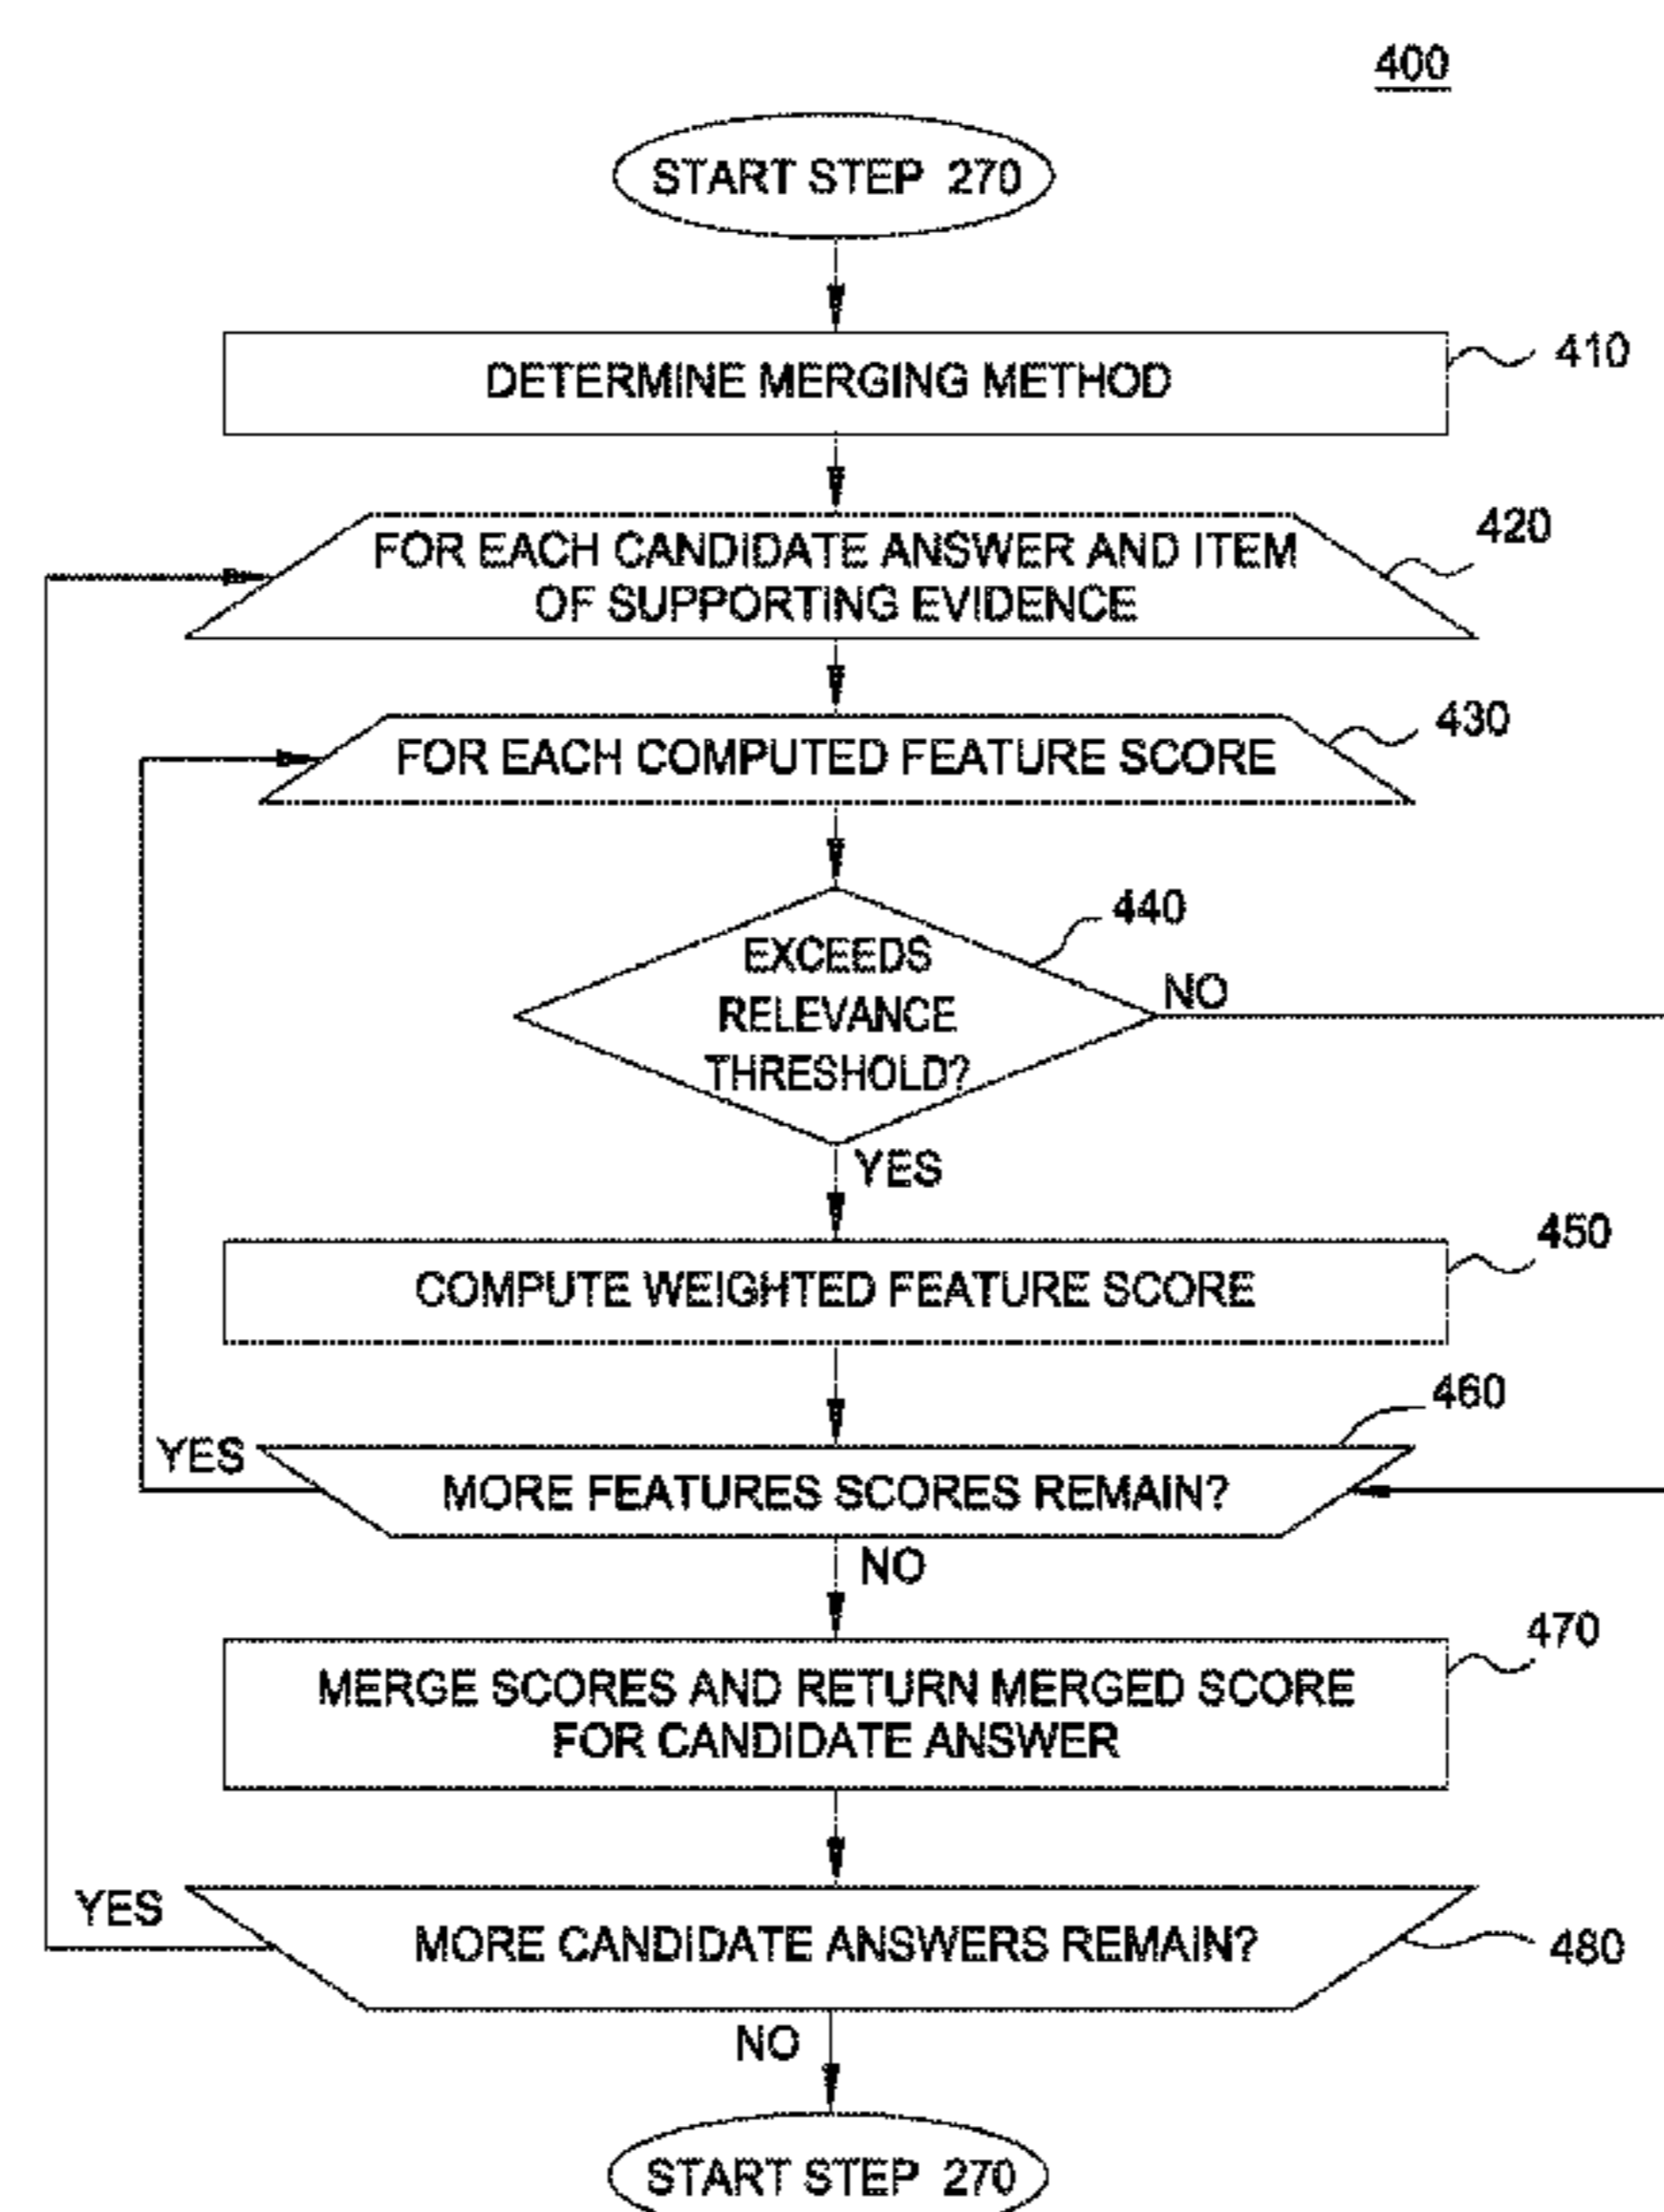 400
START STEP 270
DETERMINE MERGING METHOD
410
FOR EACH CANDIDATE ANSWER AND ITEM
OF SUPPORTING EVIDENCE
420
FOR EACH COMPUTED FEATURE SCORE
430
EXCEEDS
RELEVANCE
THRESHOLD?
440
NO
YES
COMPUTE WEIGHTED FEATURE SCORE
450
460
YES
MORE FEATURES SCORES REMAIN?
NO
MERGE SCORES AND RETURN MERGED SCORE
FOR CANDIDATE ANSWER
470
YES
MORE CANDIDATE ANSWERS REMAIN?
480
NO
START STEP 270